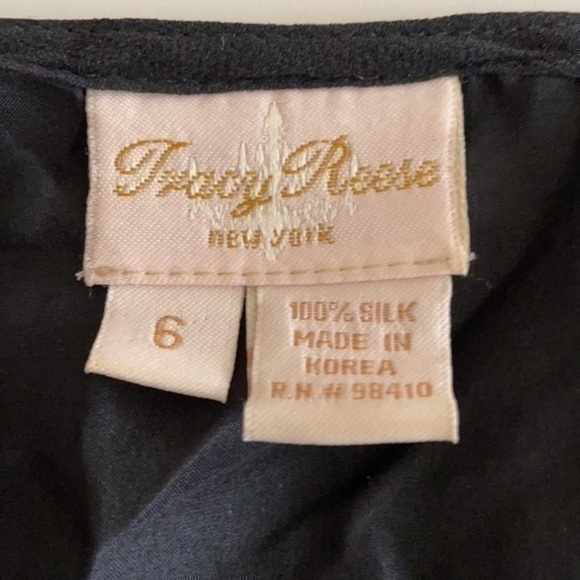 Tracy Reese
new york
6
100% SILK
MADE IN
KOREA
R.N.# 98410